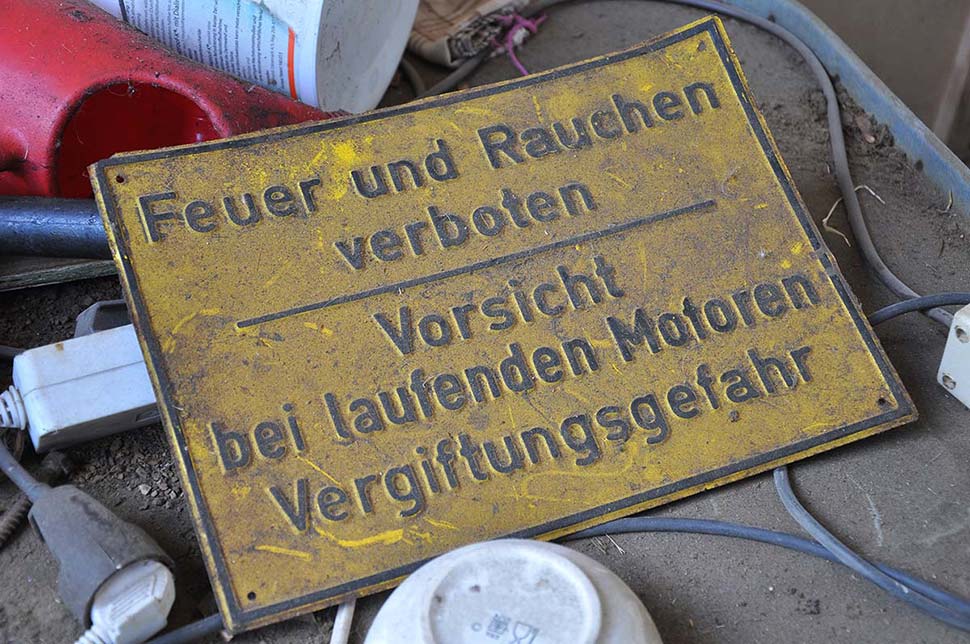 Feuer und Rauchen
verboten
Vorsicht
bei laufenden Motoren
Vergiftungsgefahr